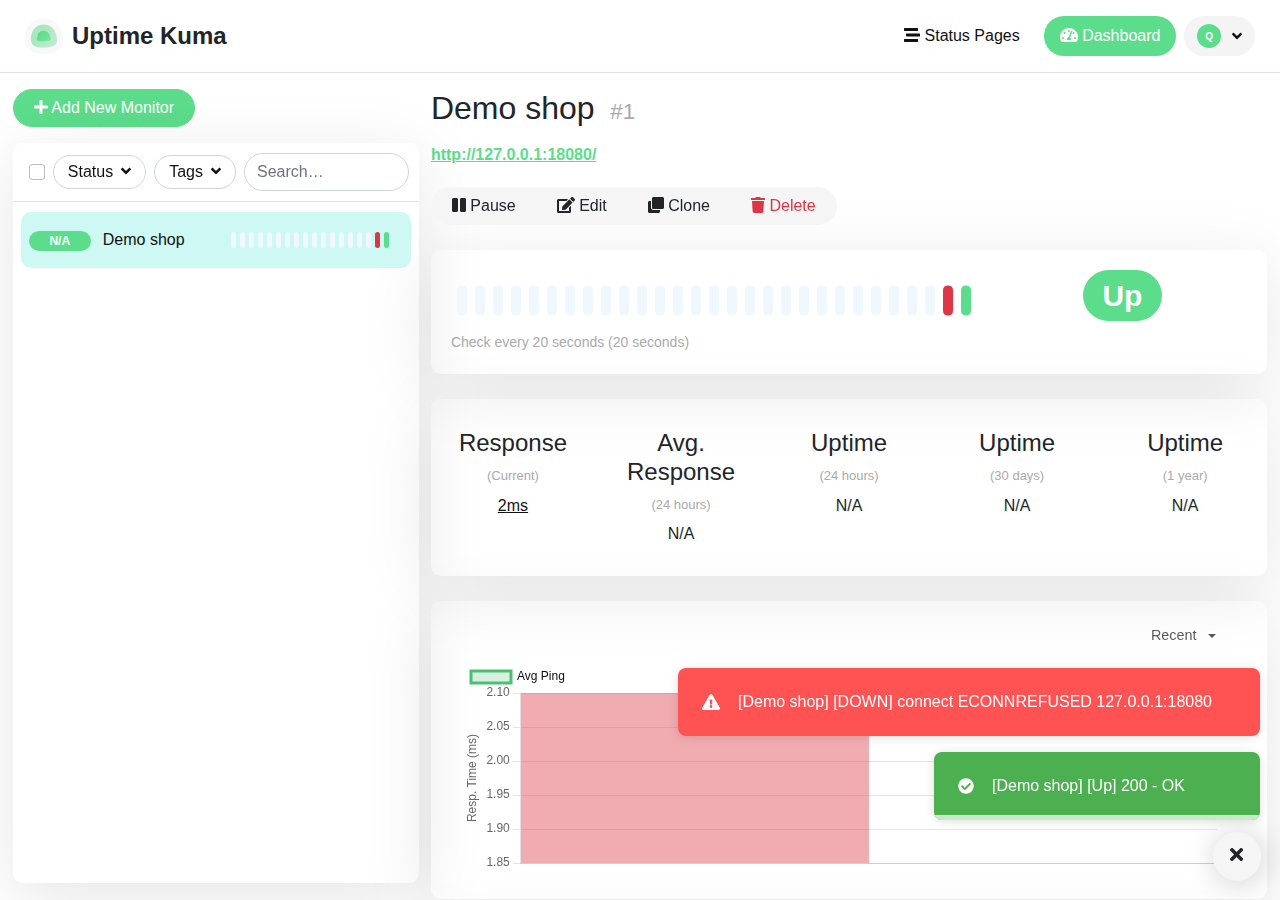 Uptime Kuma
Status Pages
Dashboard
Q
Add New Monitor
Status
Tags
Search…
N/A
Demo shop
Demo shop #1
http://127.0.0.1:18080/
Pause
Edit
Clone
Delete
Up
Check every 20 seconds (20 seconds)
Response
(Current)
2ms
Avg.
Response
(24 hours)
N/A
Uptime
(24 hours)
N/A
Uptime
(30 days)
N/A
Uptime
(1 year)
N/A
Recent
Avg Ping
Resp. Time (ms)
2.10
2.05
2.00
1.95
1.90
1.85
[Demo shop] [DOWN] connect ECONNREFUSED 127.0.0.1:18080
[Demo shop] [Up] 200 - OK